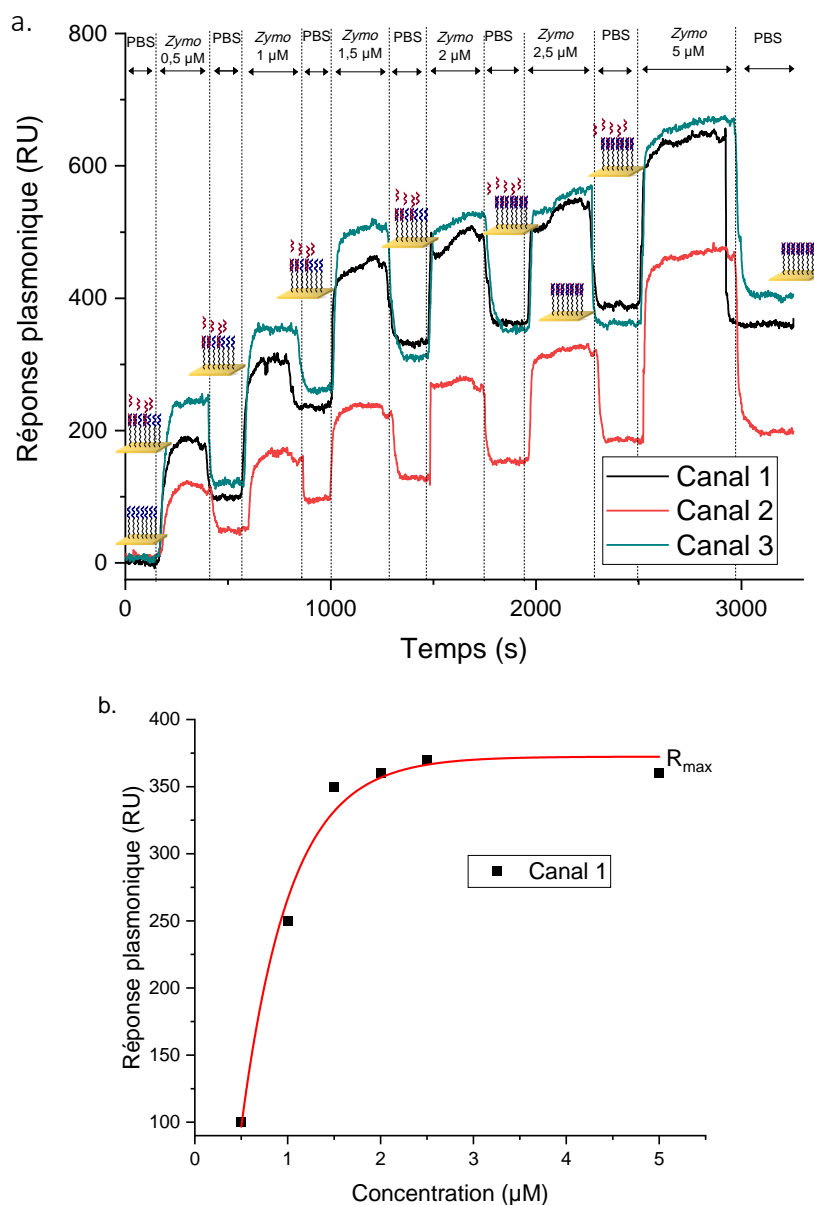 a.
PBS Zymo 0,5 µM PBS Zymo 1 µM PBS Zymo 1,5 µM PBS Zymo 2 µM PBS Zymo 2,5 µM PBS Zymo 5 µM PBS
800
600
400
200
0
Réponse plasmonique (RU)
Canal 1
Canal 2
Canal 3
0 1000 2000 3000
Temps (s)
b.
400
350
300
250
200
150
100
Réponse plasmonique (RU)
Rmax
Canal 1
0 1 2 3 4 5
Concentration (µM)